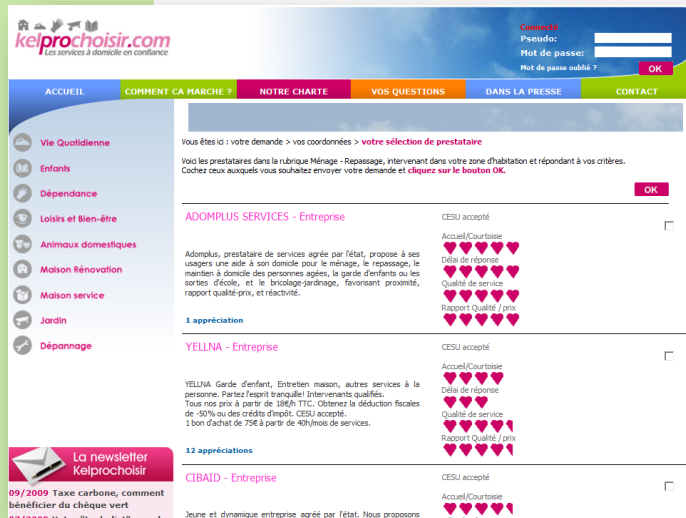 kelprochoisir.com
Les services à domicile en confiance
Connecté
Pseudo:
Mot de passe:
Mot de passe oublié ?
OK
ACCUEIL
COMMENT CA MARCHE ?
NOTRE CHARTE
VOS QUESTIONS
DANS LA PRESSE
CONTACT
Vie Quotidienne
Enfants
Dépendance
Loisirs et Bien-être
Animaux domestiques
Maison Rénovation
Maison service
Jardin
Dépannage
La newsletter
Kelprochoisir
09/2009 Taxe carbone, comment
bénéficier du chèque vert
Vous êtes ici : votre demande > vos coordonnées > votre sélection de prestataire
Voici les prestataires dans la rubrique Ménage - Repassage, intervenant dans votre zone d'habitation et répondant à vos critères.
Cochez ceux auxquels vous souhaitez envoyer votre demande et cliquez sur le bouton OK.
OK
ADOMPLUS SERVICES - Entreprise
CESU accepté
Accueil/Courtoisie
Délai de réponse
Qualité de service
Rapport Qualité / prix
Adomplus, prestataire de services agrée par l'état, propose à ses
usagers une aide à son domicile pour le ménage, le repassage, le
maintien à domicile des personnes agées, la garde d'enfants ou les
sorties d'école, et le bricolage-jardinage, favorisant proximité,
rapport qualité-prix, et réactivité.
1 appréciation
YELLNA - Entreprise
CESU accepté
Accueil/Courtoisie
Délai de réponse
Qualité de service
Rapport Qualité / prix
YELLNA Garde d'enfant, Entretien maison, autres services à la
personne. Partez l'esprit tranquille! Intervenants qualifiés.
Tous nos prix à partir de 18€/h TTC. Obtenez la déduction fiscales
de -50% ou des crédits d'impôt. CESU accepté.
1 bon d'achat de 75€ à partir de 40h/mois de services.
12 appréciations
CIBAID - Entreprise
CESU accepté
Accueil/Courtoisie
Jeune et dynamique entreprise agréé par l'état. Nous proposons